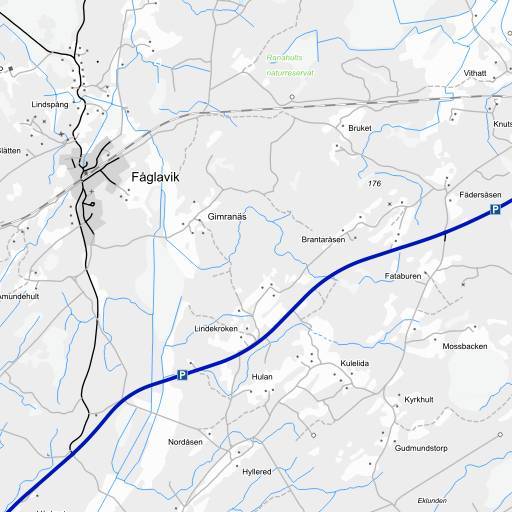 Ranahults
naturreservat
Vithatt
Lindspång
Bruket
Knuts
Slätten
Fåglavik
176
Fädersåsen
P
Gimranäs
Brantaråsen
Fataburen
Amundehult
Lindekroken
Mossbacken
Kulelida
P
Hulan
Kyrkhult
Nordåsen
Gudmundstorp
Hyllered
Eklunden